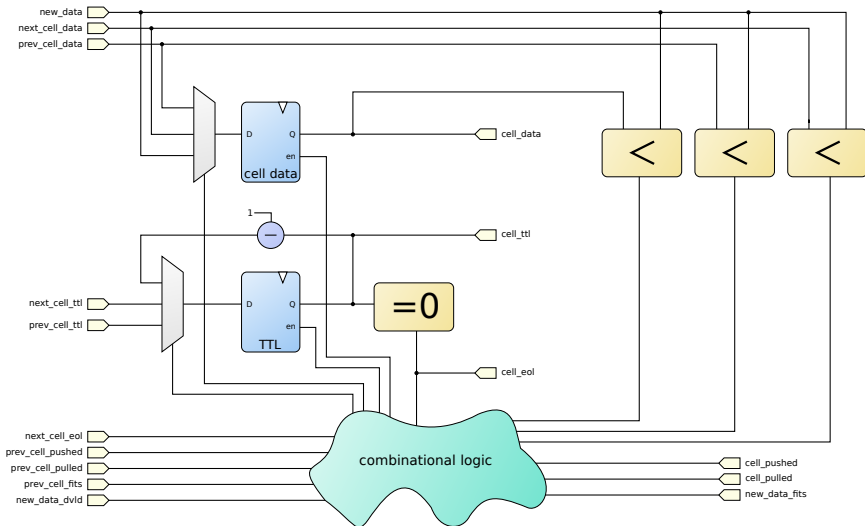 new_data
next_cell_data
prev_cell_data
D Q
en
cell data
cell_data
<
<
<
1
−
cell_ttl
next_cell_ttl
prev_cell_ttl
D Q
en
TTL
=0
cell_eol
next_cell_eol
prev_cell_pushed
prev_cell_pulled
prev_cell_fits
new_data_dvld
combinational logic
cell_pushed
cell_pulled
new_data_fits